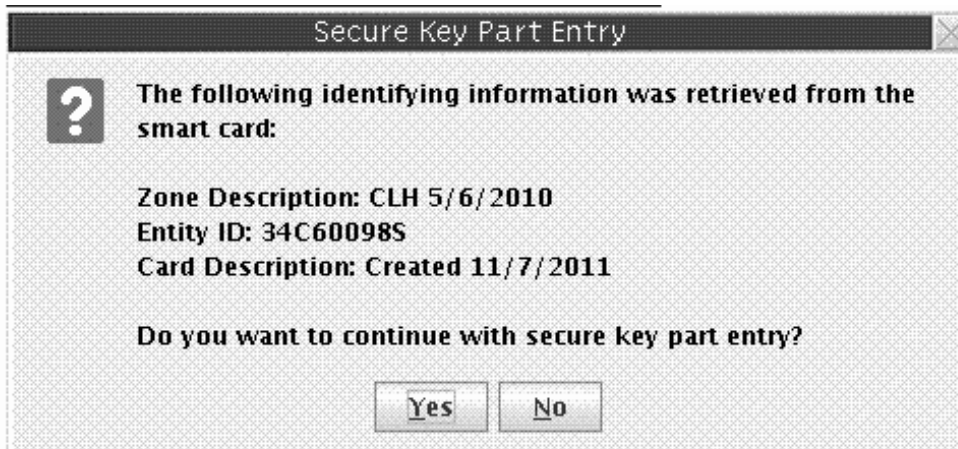 Secure Key Part Entry
The following identifying information was retrieved from the
smart card:
Zone Description: CLH 5/6/2010
Entity ID: 34C60098S
Card Description: Created 11/7/2011
Do you want to continue with secure key part entry?
Yes No